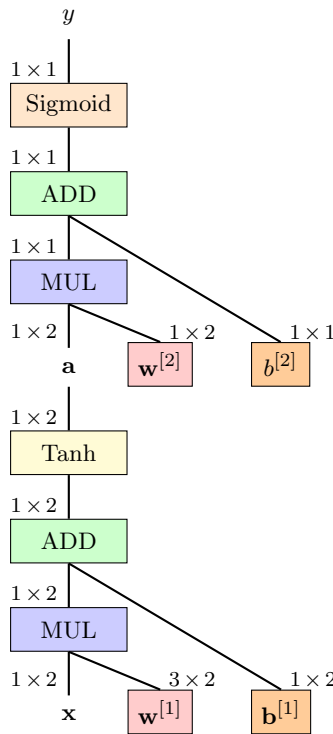 y
1 × 1
Sigmoid
1 × 1
ADD
1 × 1
MUL
1 × 2
1 × 2
1 × 1
a
w[2]
b[2]
1 × 2
Tanh
1 × 2
ADD
1 × 2
MUL
1 × 2
3 × 2
1 × 2
x
w[1]
b[1]